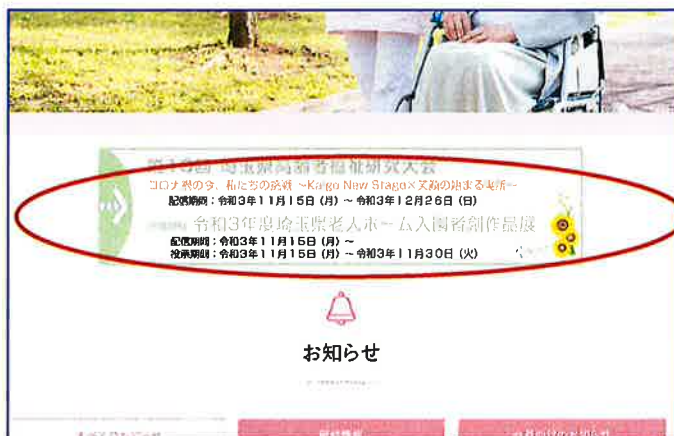 第18回 埼玉県高齢者福祉研究大会
コロナ禍の今、私たちの挑戦 ～Kaigo New Stage×笑顔の始まる場所～
配信期間：令和3年11月15日（月）～令和3年12月26日（日）
令和3年度埼玉県老人ホーム入園者創作品展
配信期間：令和3年11月15日（月）～
投票期間：令和3年11月15日（月）～令和3年11月30日（火）
お知らせ